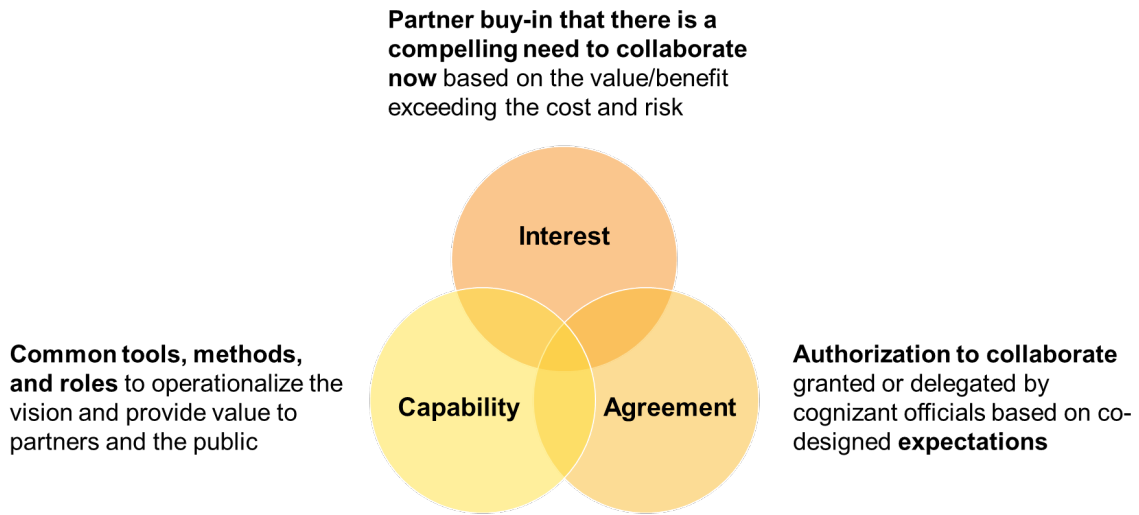 Partner buy-in that there is a
compelling need to collaborate
now based on the value/benefit
exceeding the cost and risk
Interest
Common tools, methods,
and roles to operationalize the
vision and provide value to
partners and the public
Capability
Agreement
Authorization to collaborate
granted or delegated by
cognizant officials based on co-
designed expectations